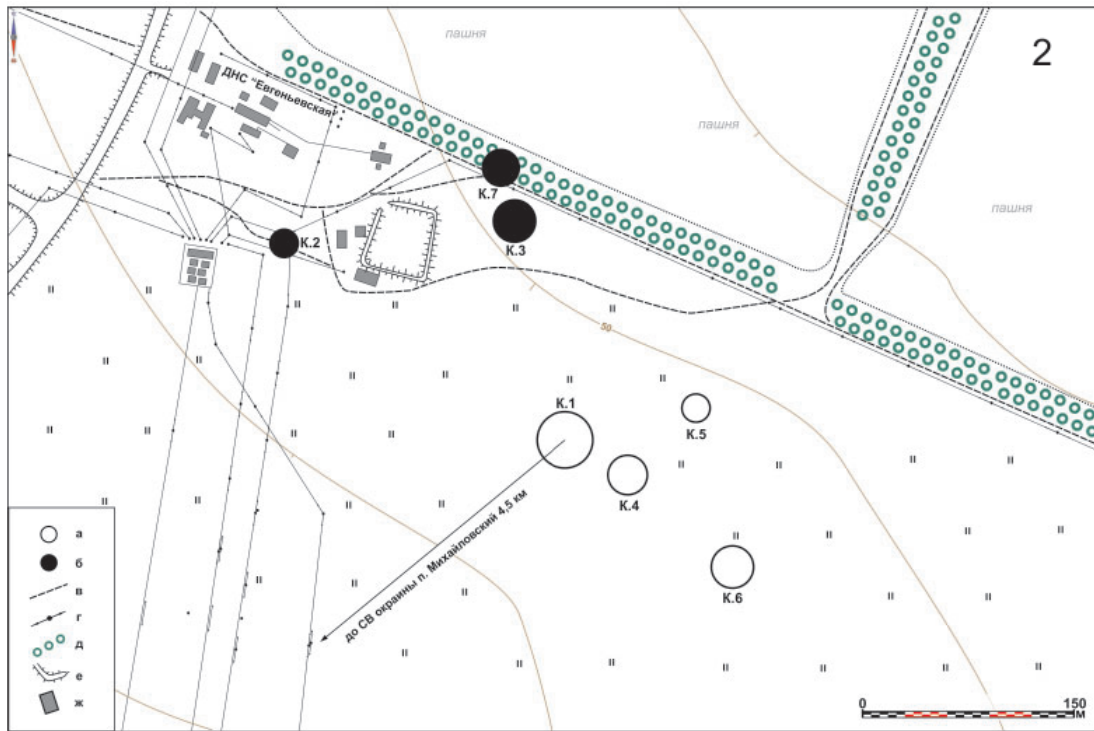 2
пашня
пашня
пашня
ДНС "Евгеньевская"
К.7
К.3
К.2
50
К.1
К.5
К.4
К.6
до СВ окраины п. Михайловский 4,5 км
а
б
в
г
д
е
ж
0 150
м